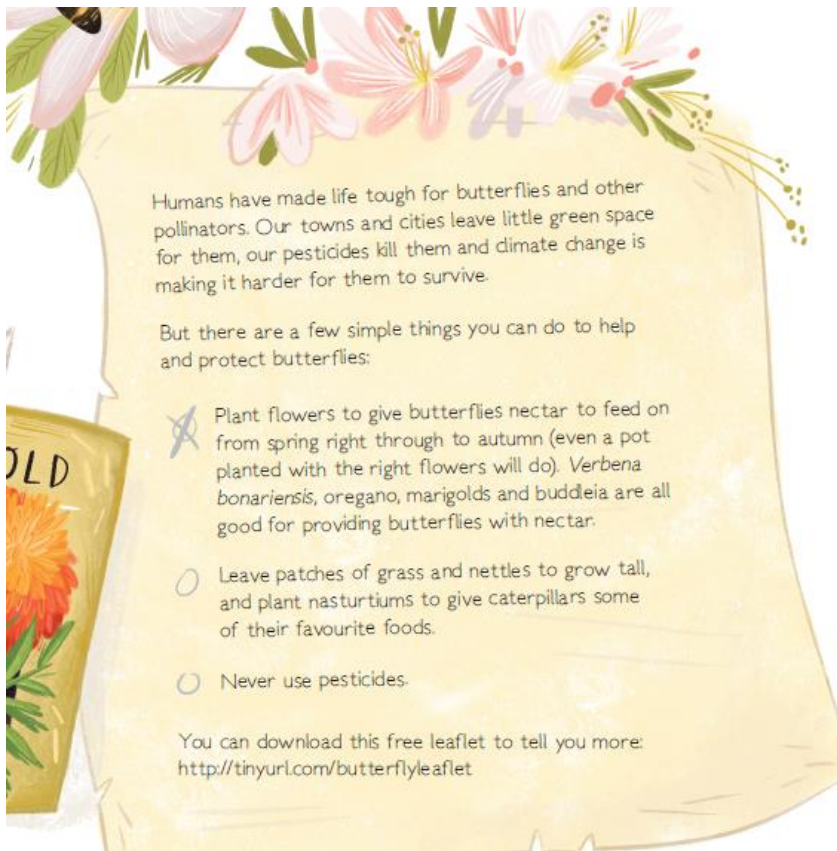 Humans have made life tough for butterflies and other
pollinators. Our towns and cities leave little green space
for them, our pesticides kill them and climate change is
making it harder for them to survive.
But there are a few simple things you can do to help
and protect butterflies:
Plant flowers to give butterflies nectar to feed on
from spring right through to autumn (even a pot
planted with the right flowers will do). Verbena
bonariensis, oregano, marigolds and buddleia are all
good for providing butterflies with nectar.
Leave patches of grass and nettles to grow tall,
and plant nasturtiums to give caterpillars some
of their favourite foods.
Never use pesticides.
You can download this free leaflet to tell you more:
http://tinyurl.com/butterflyleaflet
OLD